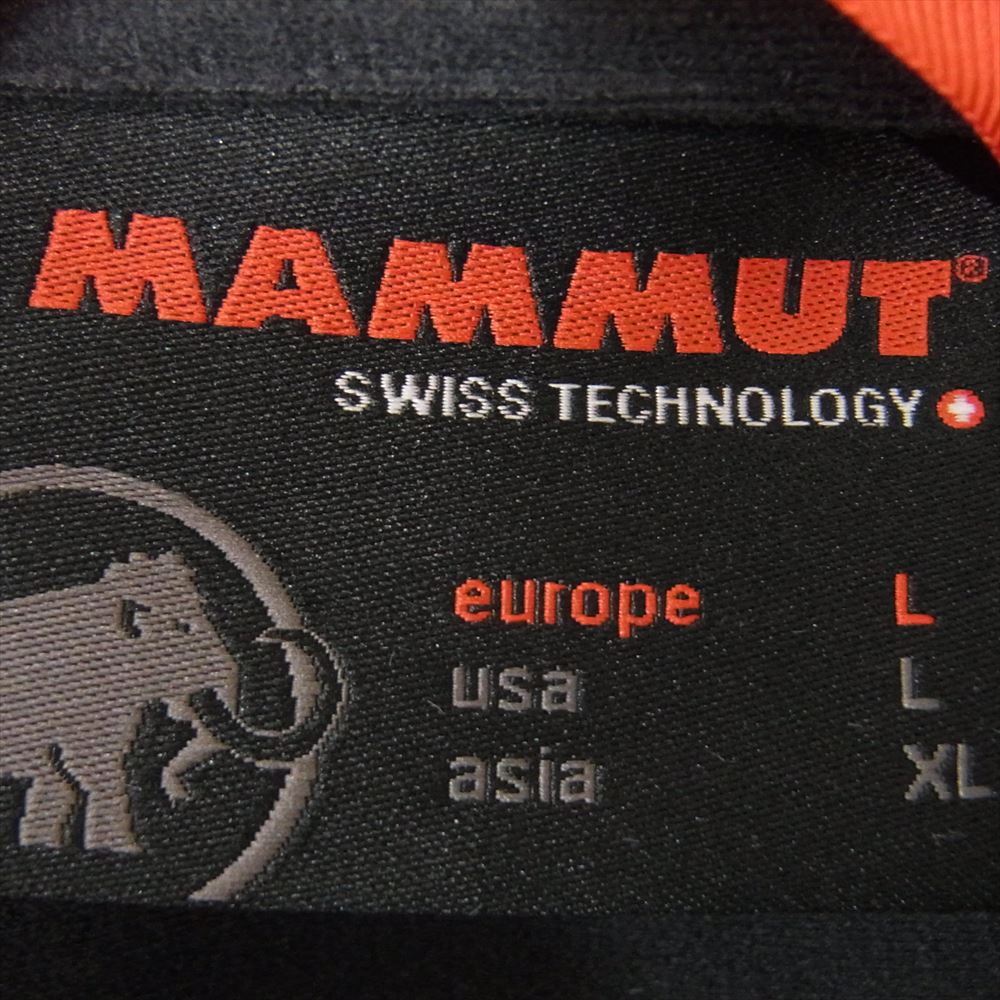 MAMMUT®
SWISS TECHNOLOGY
europe L
usa L
asia XL